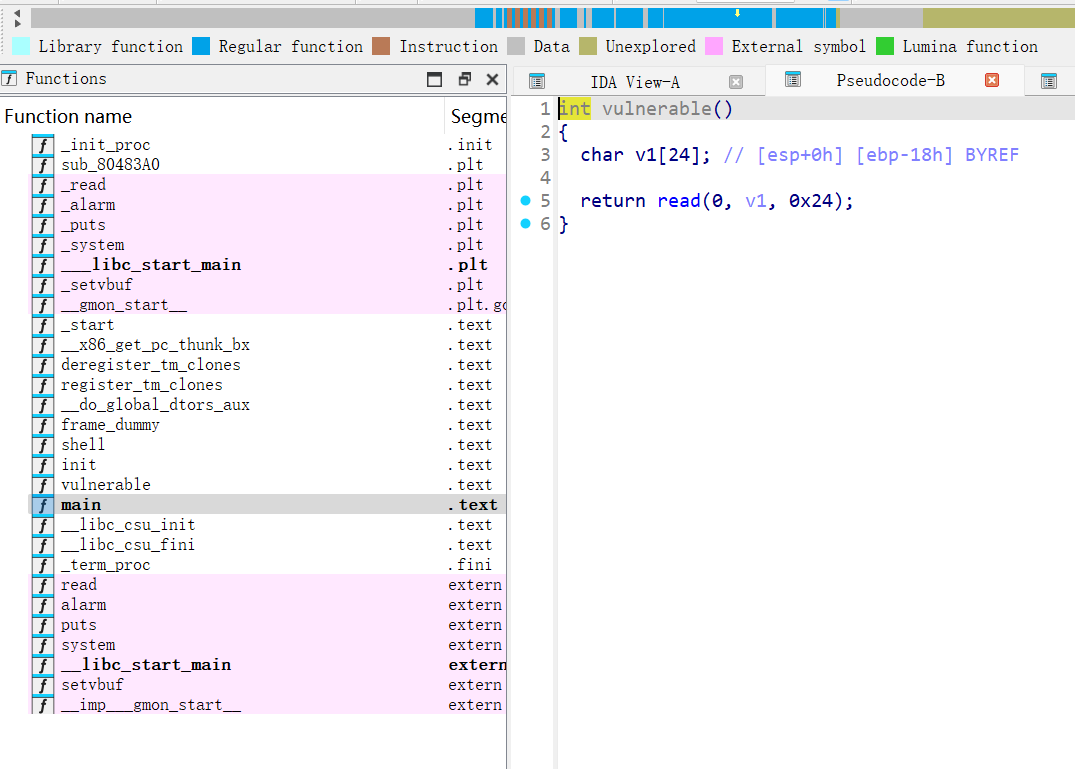 Library function Regular function Instruction Data Unexplored External symbol Lumina function
f Functions
IDA View-A Pseudocode-B
Function name Segme
f _init_proc .init
f sub_80483A0 .plt
f _read .plt
f _alarm .plt
f _puts .plt
f _system .plt
f ___libc_start_main .plt
f _setvbuf .plt
f __gmon_start__ .plt.go
f _start .text
f __x86_get_pc_thunk_bx .text
f deregister_tm_clones .text
f register_tm_clones .text
f __do_global_dtors_aux .text
f frame_dummy .text
f shell .text
f init .text
f vulnerable .text
f main .text
f __libc_csu_init .text
f __libc_csu_fini .text
f _term_proc .fini
f read extern
f alarm extern
f puts extern
f system extern
f __libc_start_main extern
f setvbuf extern
f __imp___gmon_start__ extern
1 int vulnerable()
2 {
3 char v1[24]; // [esp+0h] [ebp-18h] BYREF
4
5 return read(0, v1, 0x24);
6 }